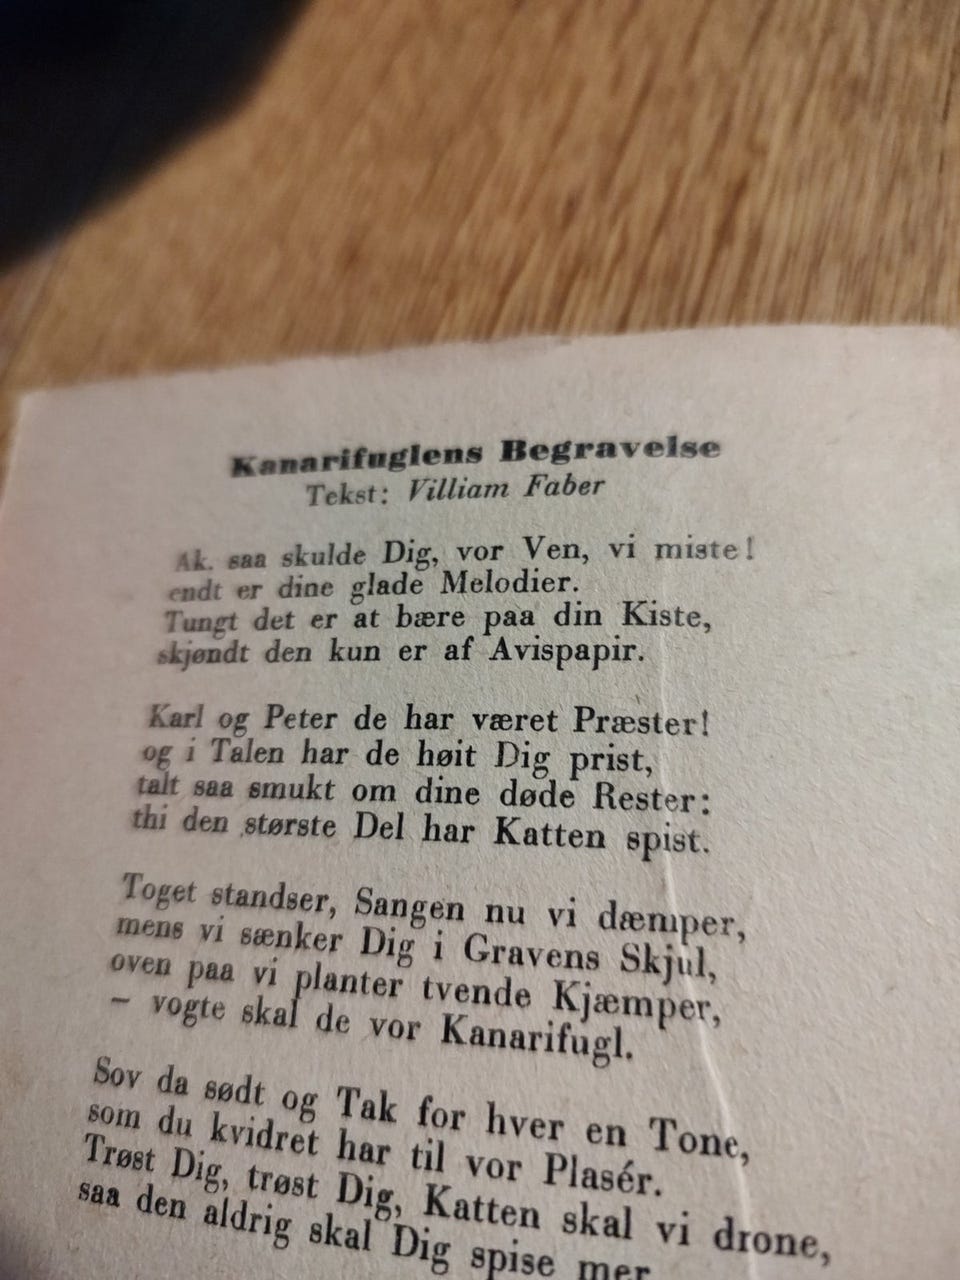 Kanarifuglens Begravelse
Tekst: Villiam Faber
Ak, saa skulde Dig, vor Ven, vi miste!
endt er dine glade Melodier.
Tungt det er at bære paa din Kiste,
skjøndt den kun er af Avispapir.
Karl og Peter de har været Præster!
og i Talen har de høit Dig prist,
talt saa smukt om dine døde Rester:
thi den største Del har Katten spist.
Toget standser, Sangen nu vi dæmper,
mens vi sænker Dig i Gravens Skjul,
oven paa vi planter tvende Kjæmper,
– vogte skal de vor Kanarifugl.
Sov da sødt og Tak for hver en Tone,
som du kvidret har til vor Plasér.
Trøst Dig, trøst Dig, Katten skal vi drone,
saa den aldrig skal Dig spise mer